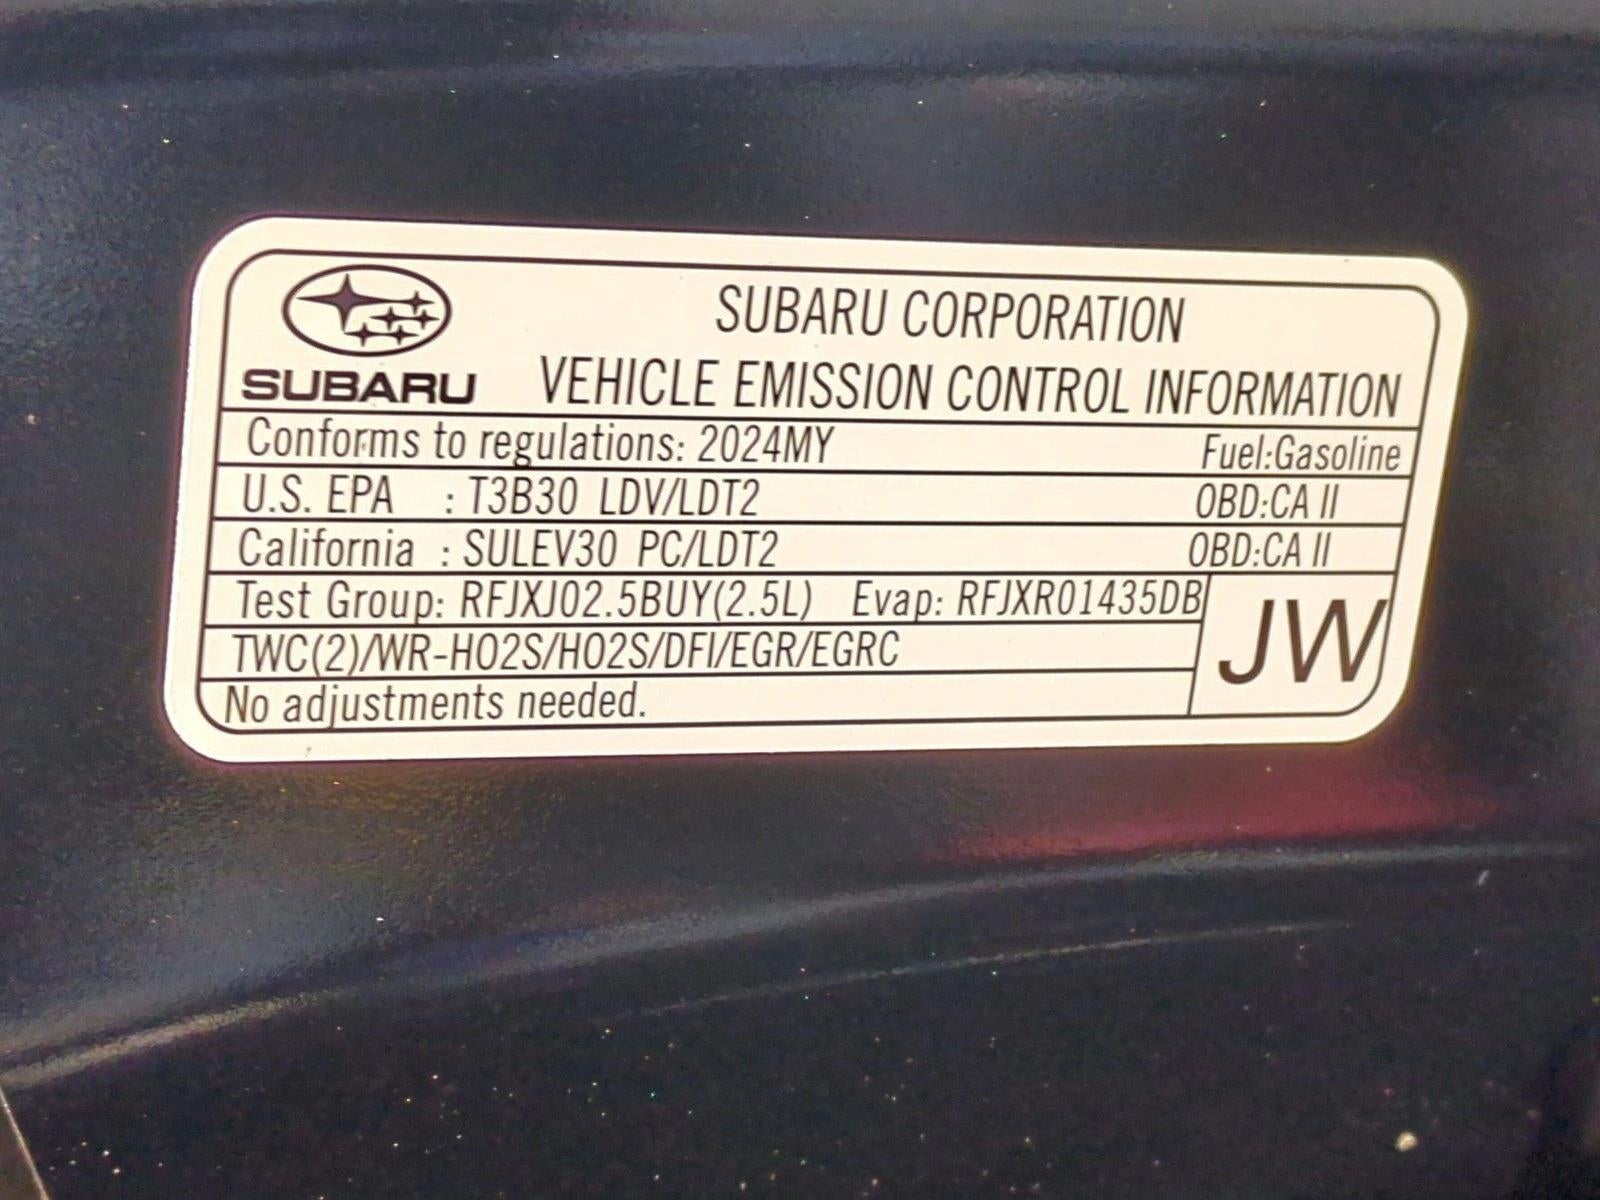 SUBARU CORPORATION
SUBARU VEHICLE EMISSION CONTROL INFORMATION
Conforms to regulations: 2024MY Fuel:Gasoline
U.S. EPA : T3B30 LDV/LDT2 OBD:CA II
California : SULEV30 PC/LDT2 OBD:CA II
Test Group: RFJXJ02.5BUY(2.5L) Evap: RFJXR01435DB
JW
TWC(2)/WR-HO2S/HO2S/DFI/EGR/EGRC
No adjustments needed.